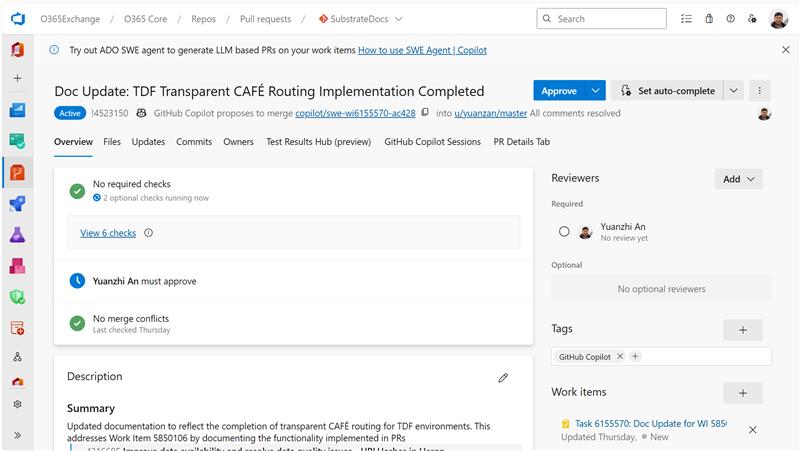 O365Exchange / O365 Core / Repos / Pull requests / SubstrateDocs
Search
Try out ADO SWE agent to generate LLM based PRs on your work items How to use SWE Agent | Copilot
Doc Update: TDF Transparent CAFÉ Routing Implementation Completed
Approve
Set auto-complete
Active !4523150 GitHub Copilot proposes to merge copilot/swe-wi6155570-ac428 into u/yuanzan/master All comments resolved
Overview Files Updates Commits Owners Test Results Hub (preview) GitHub Copilot Sessions PR Details Tab
No required checks
2 optional checks running now
View 6 checks
Yuanzhi An must approve
No merge conflicts
Last checked Thursday
Description
Summary
Updated documentation to reflect the completion of transparent CAFÉ routing for TDF environments. This
addresses Work Item 5850106 by documenting the functionality implemented in PRs
Reviewers
Add
Required
Yuanzhi An
No review yet
Optional
No optional reviewers
Tags
GitHub Copilot
Work items
Task 6155570: Doc Update for WI 585
Updated Thursday, New